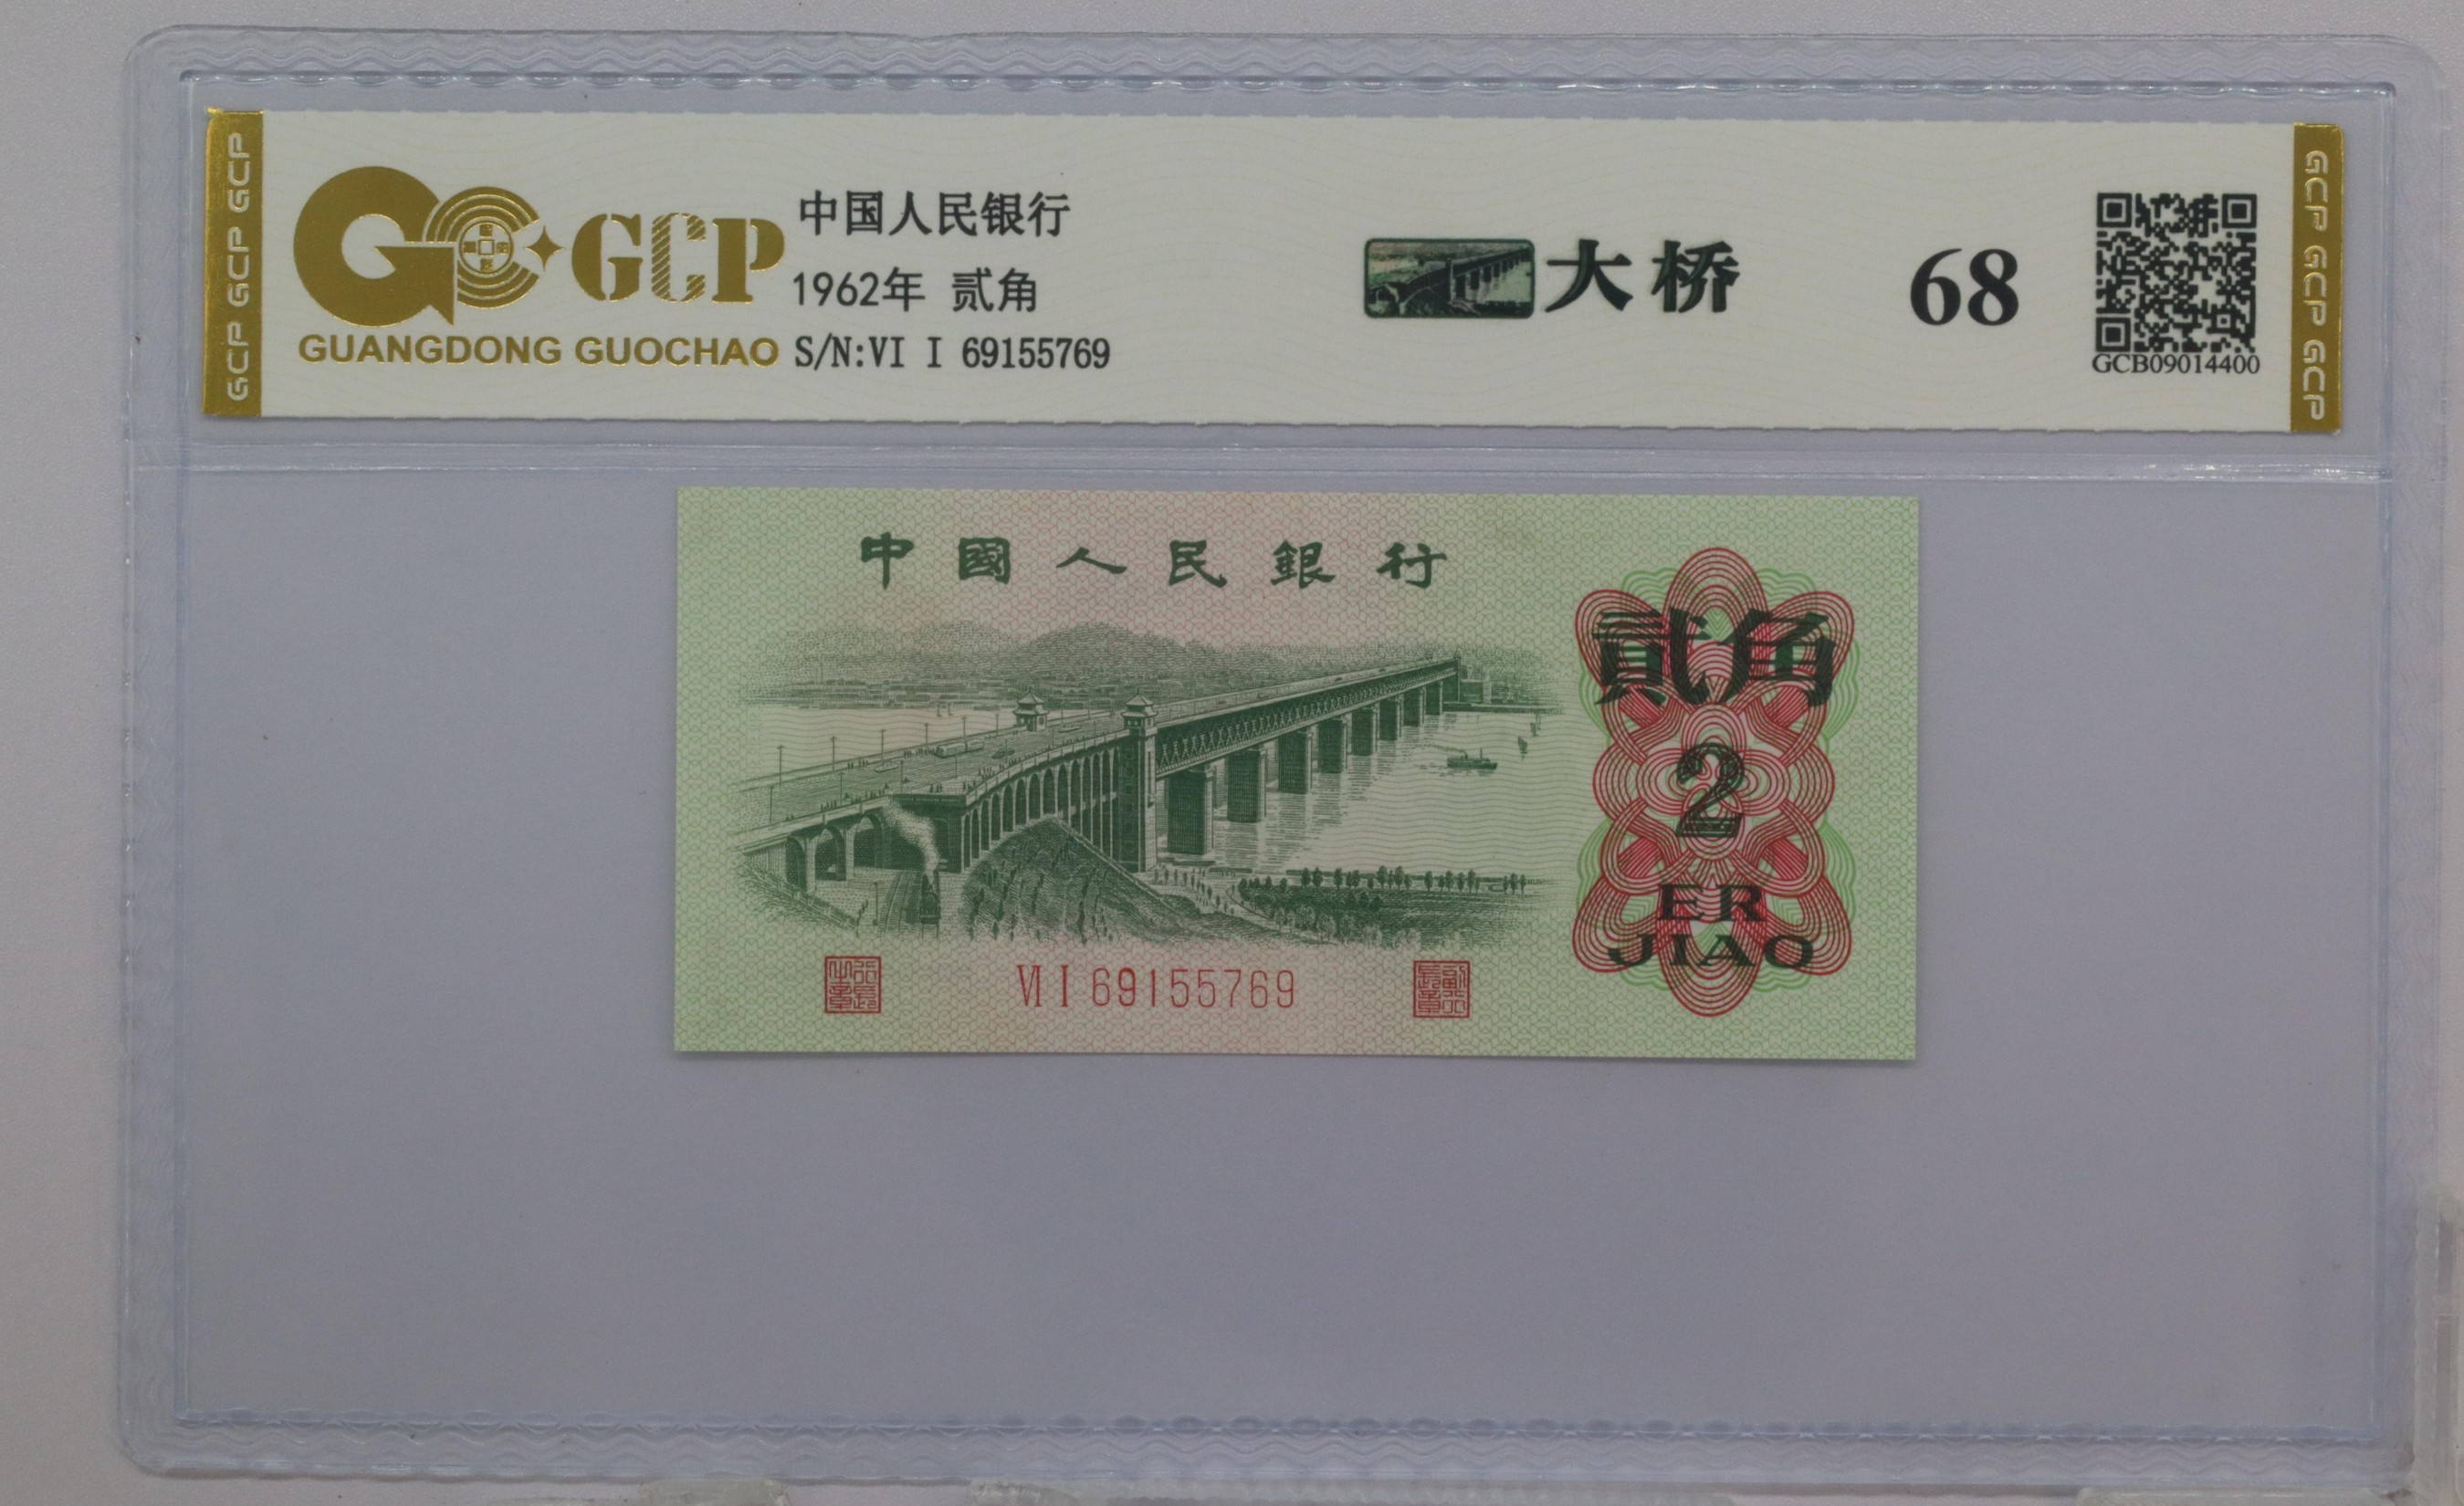 GCP GCP GCP
GCP
GUANGDONG GUOCHAO
中国人民银行
1962年 贰角
S/N:VI I 69155769
大桥
68
GCB09014400
GCP GCP GCP
中國人民銀行
貳角
2
ER
JIAO
VI I 69155769